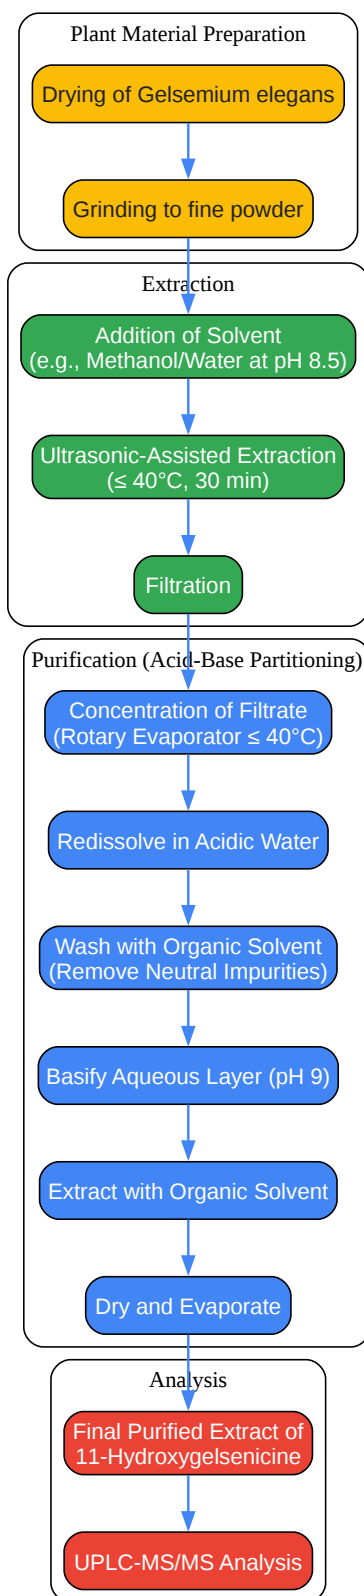 Plant Material Preparation
Drying of Gelsemium elegans
Grinding to fine powder
Extraction
Addition of Solvent
(e.g., Methanol/Water at pH 8.5)
Ultrasonic-Assisted Extraction
(≤ 40°C, 30 min)
Filtration
Purification (Acid-Base Partitioning)
Concentration of Filtrate
(Rotary Evaporator ≤ 40°C)
Redissolve in Acidic Water
Wash with Organic Solvent
(Remove Neutral Impurities)
Basify Aqueous Layer (pH 9)
Extract with Organic Solvent
Dry and Evaporate
Analysis
Final Purified Extract of
11-Hydroxygelsenicine
UPLC-MS/MS Analysis